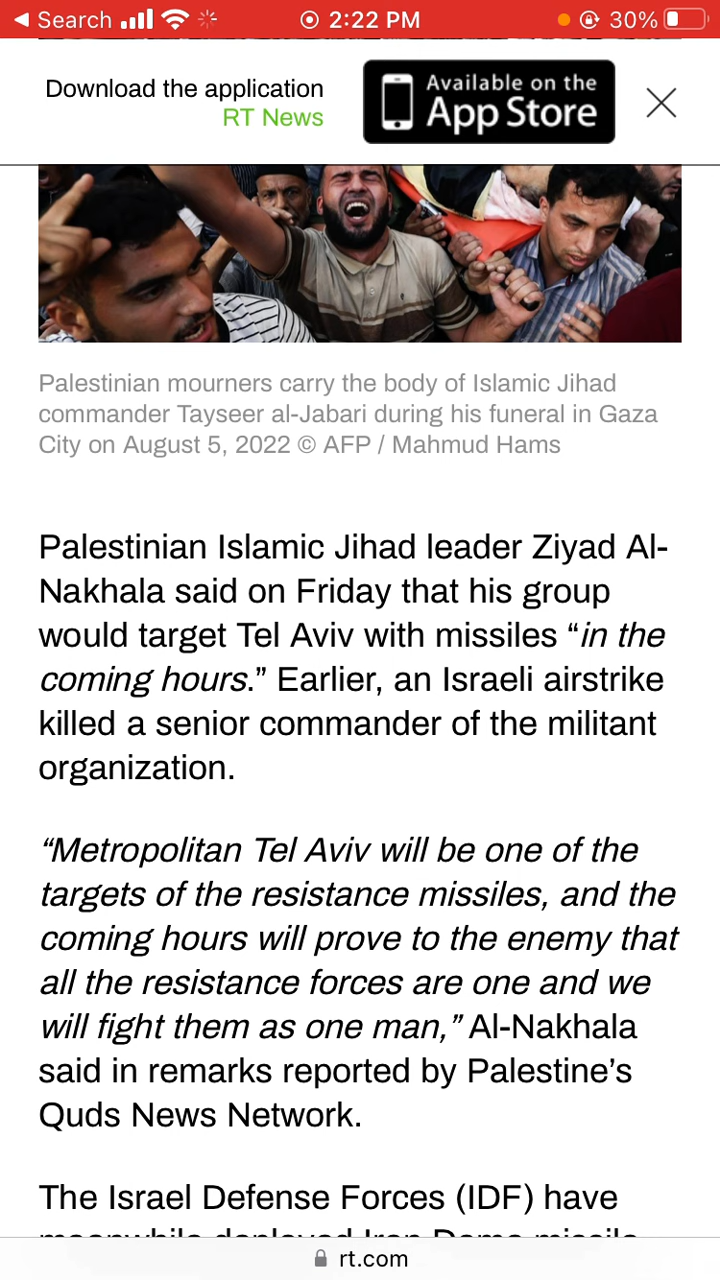 Search 2:22 PM 30%
Download the application
RT News
Available on the
App Store
Palestinian mourners carry the body of Islamic Jihad
commander Tayseer al-Jabari during his funeral in Gaza
City on August 5, 2022 © AFP / Mahmud Hams
Palestinian Islamic Jihad leader Ziyad Al-
Nakhala said on Friday that his group
would target Tel Aviv with missiles “in the
coming hours.” Earlier, an Israeli airstrike
killed a senior commander of the militant
organization.
“Metropolitan Tel Aviv will be one of the
targets of the resistance missiles, and the
coming hours will prove to the enemy that
all the resistance forces are one and we
will fight them as one man,” Al-Nakhala
said in remarks reported by Palestine’s
Quds News Network.
The Israel Defense Forces (IDF) have
meanwhile deployed Iron Dome missile
rt.com